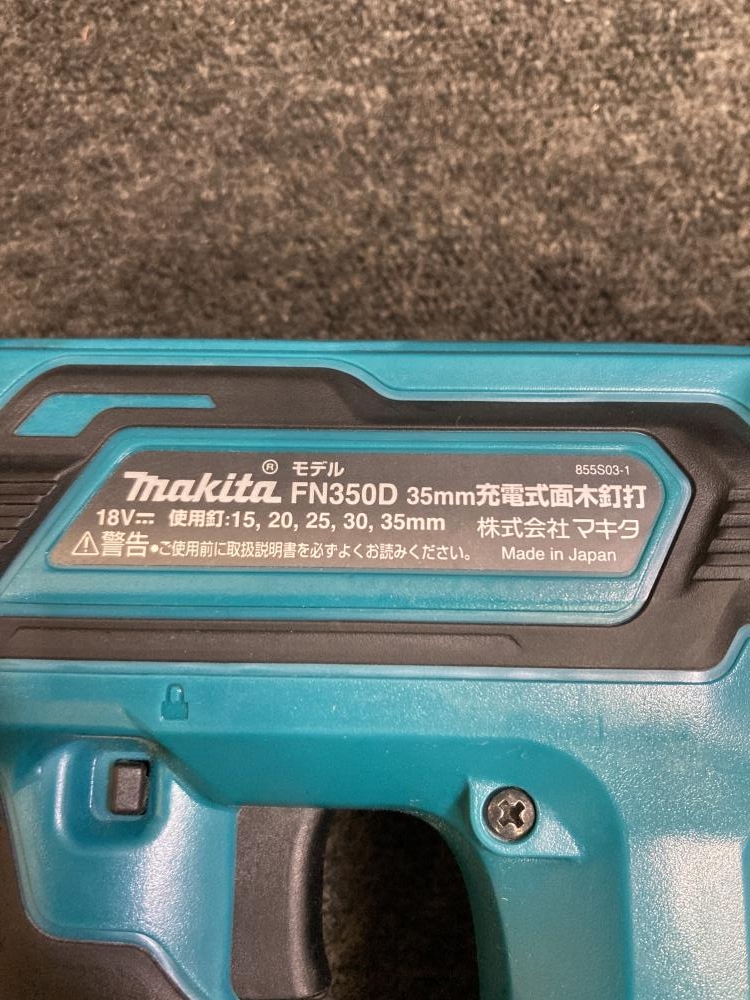 855S03-1
makita® モデル FN350D 35mm充電式面木釘打
18V⎓ 使用釘:15, 20, 25, 30, 35mm 株式会社マキタ
⚠警告•ご使用前に取扱説明書を必ずよくお読みください。 Made in Japan